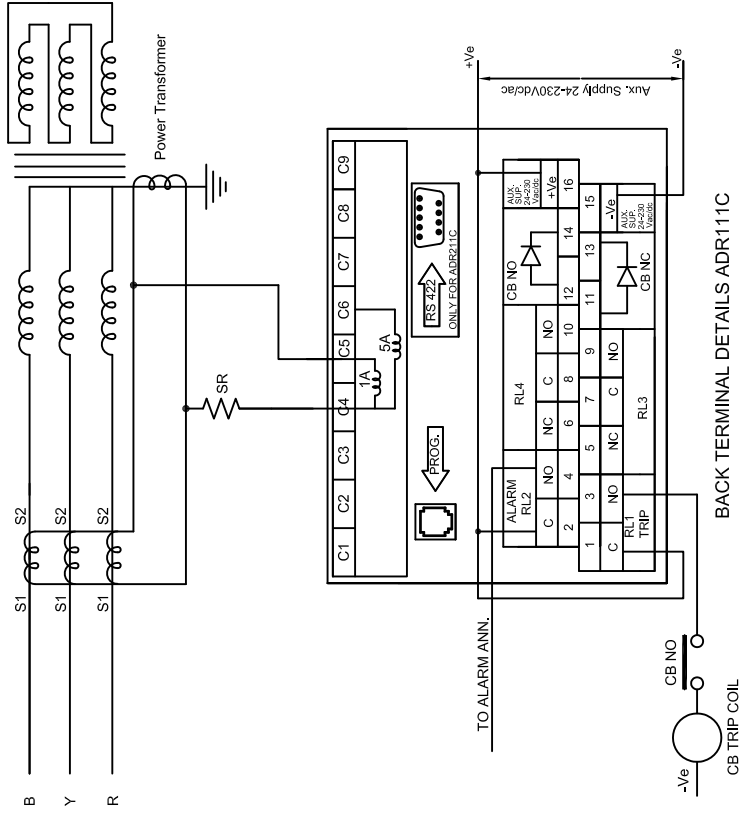 Power Transformer
B
Y
R
S1
S2
S1
S2
S1
S2
SR
C1
C2
C3
C4
C5
C6
C7
C8
C9
1A
5A
PROG.
RS 422
ONLY FOR ADR211C
TO ALARM ANN.
ALARM
RL2
C
NO
RL4
NC
C
NO
CB NO
AUX.
SUP.
24-230
Vac/dc
+Ve
2
4
6
8
10
12
14
16
1
3
5
7
9
11
13
15
C
NO
RL1
TRIP
NC
C
NO
RL3
CB NC
-Ve
AUX.
SUP.
24-230
Vac/dc
+Ve
Aux. Supply 24-230Vdc/ac
-Ve
CB NO
-Ve
CB TRIP COIL
BACK TERMINAL DETAILS ADR111C